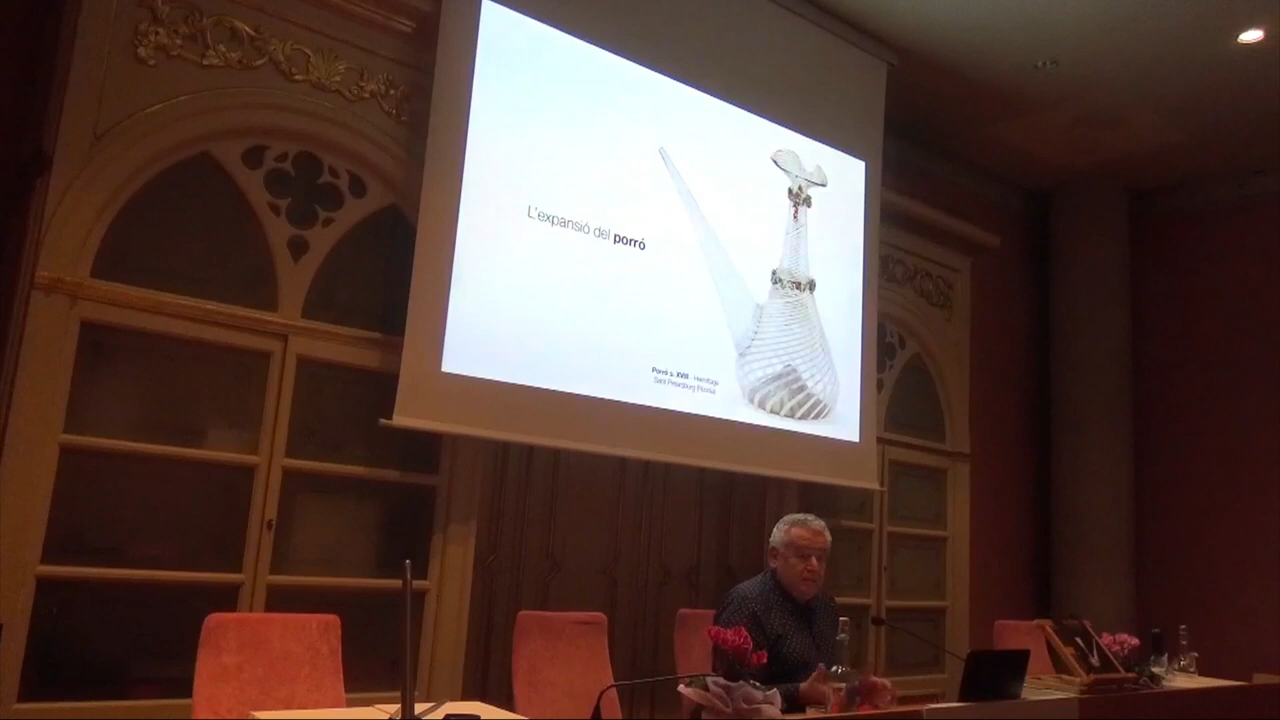 L'expansió del porró
Porró s. XVIII - Hermitage
Sant Petersburg (Rússia)